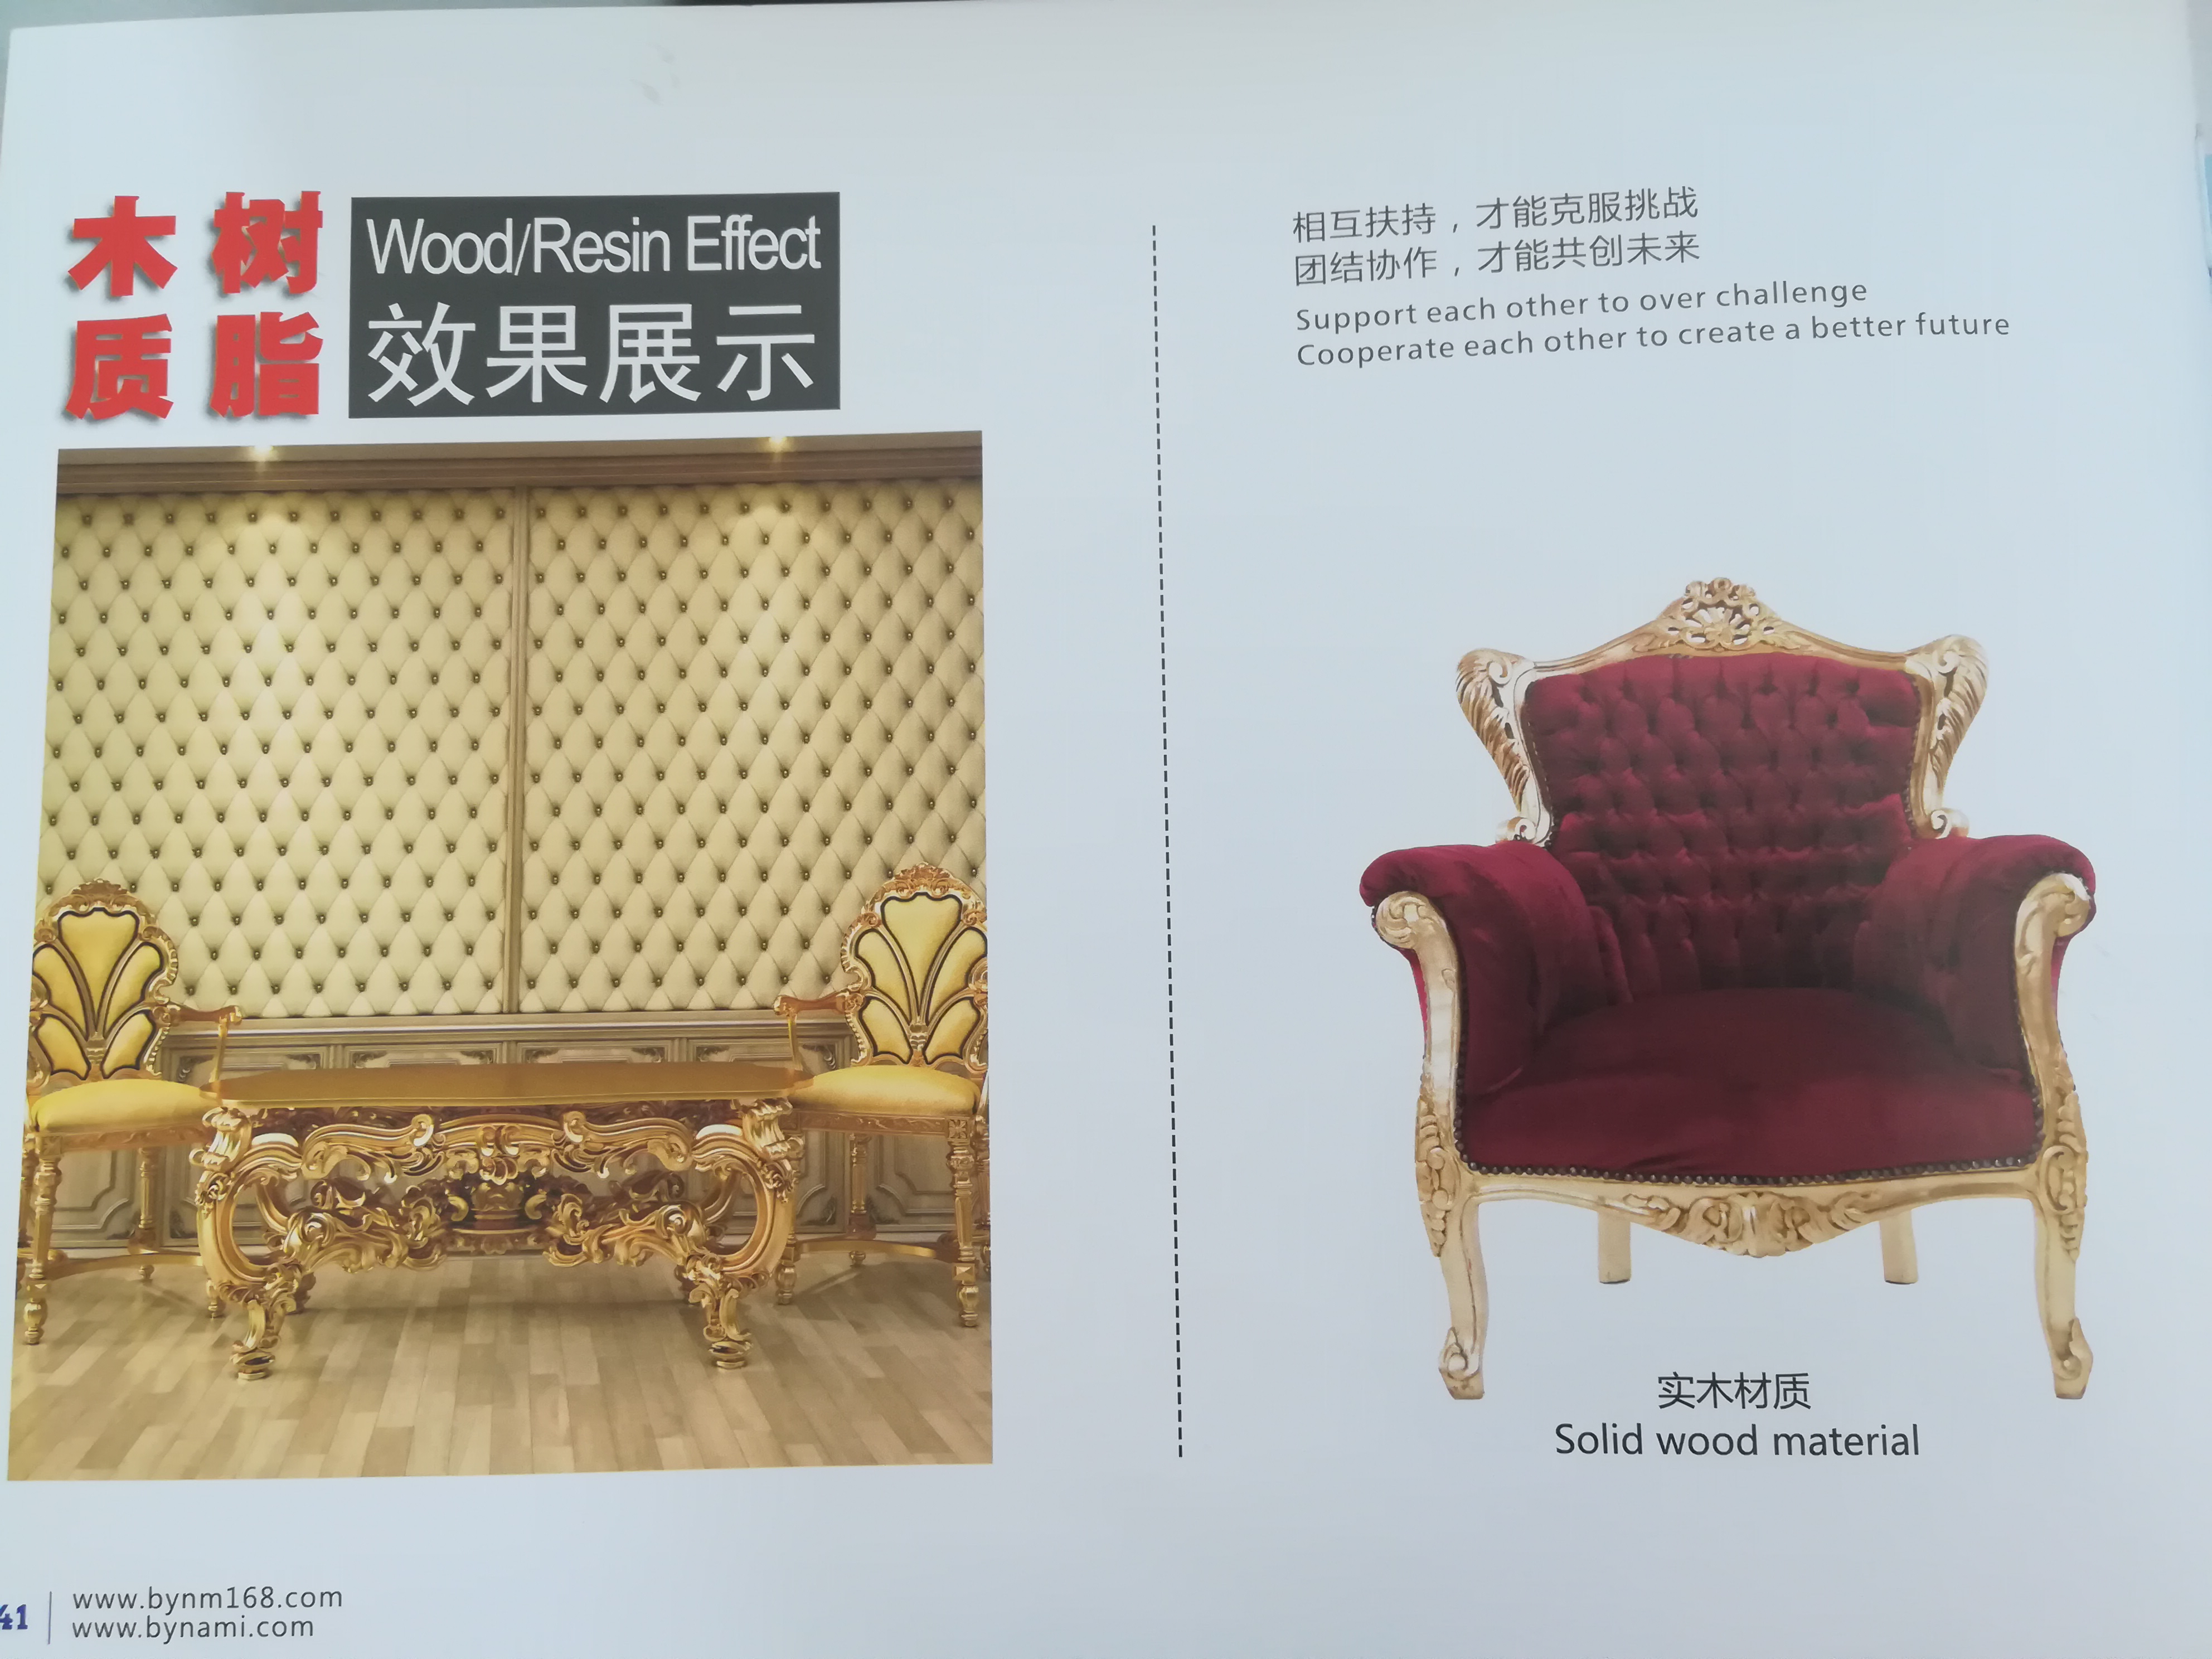 木质
树脂
Wood/Resin Effect
效果展示
相互扶持，才能克服挑战
团结协作，才能共创未来
Support each other to over challenge
Cooperate each other to create a better future
实木材质
Solid wood material
41
www.bynm168.com
www.bynami.com